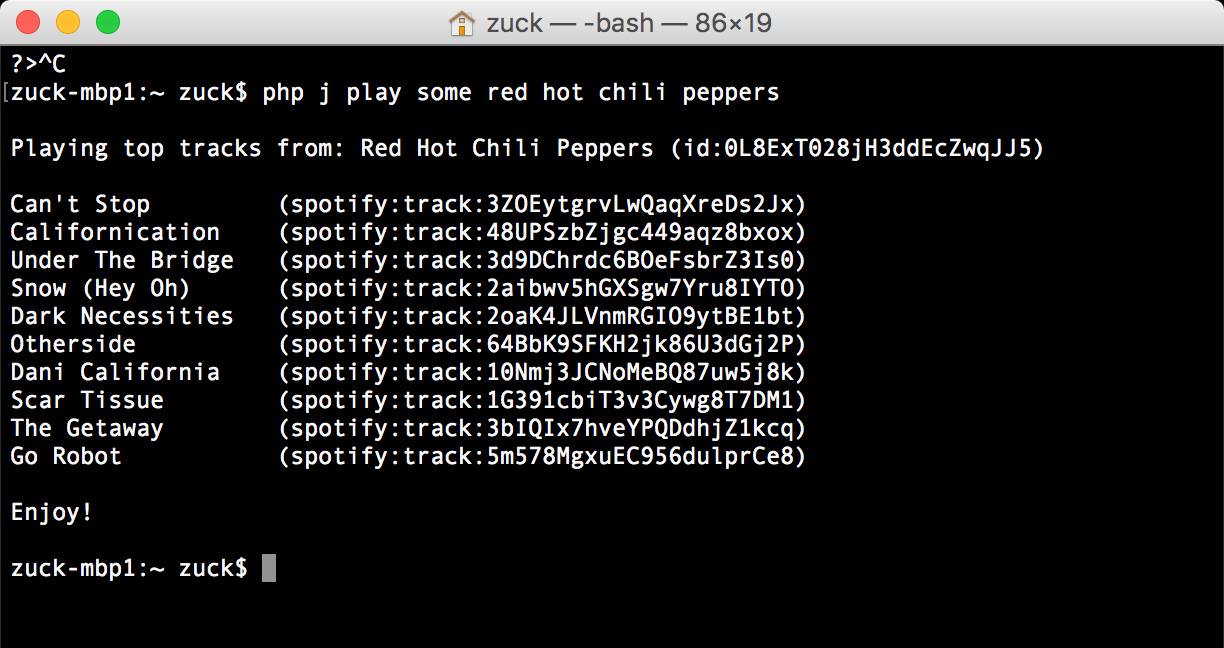 zuck — -bash — 86×19
?>^C
[zuck-mbp1:~ zuck$ php j play some red hot chili peppers
Playing top tracks from: Red Hot Chili Peppers (id:0L8ExT028jH3ddEcZwqJJ5)
Can't Stop (spotify:track:3ZOEytgrvLwQaqXreDs2Jx)
Californication (spotify:track:48UPSzbZjgc449aqz8bxox)
Under The Bridge (spotify:track:3d9DChrdc6BOeFsbrZ3Is0)
Snow (Hey Oh) (spotify:track:2aibwv5hGXSgw7Yru8IYTO)
Dark Necessities (spotify:track:2oaK4JLVnmRGIO9ytBE1bt)
Otherside (spotify:track:64BbK9SFKH2jk86U3dGj2P)
Dani California (spotify:track:10Nmj3JCNoMeBQ87uw5j8k)
Scar Tissue (spotify:track:1G391cbiT3v3Cywg8T7DM1)
The Getaway (spotify:track:3bIQIx7hveYPQDdhjZ1kcq)
Go Robot (spotify:track:5m578MgxuEC956dulprCe8)
Enjoy!
zuck-mbp1:~ zuck$